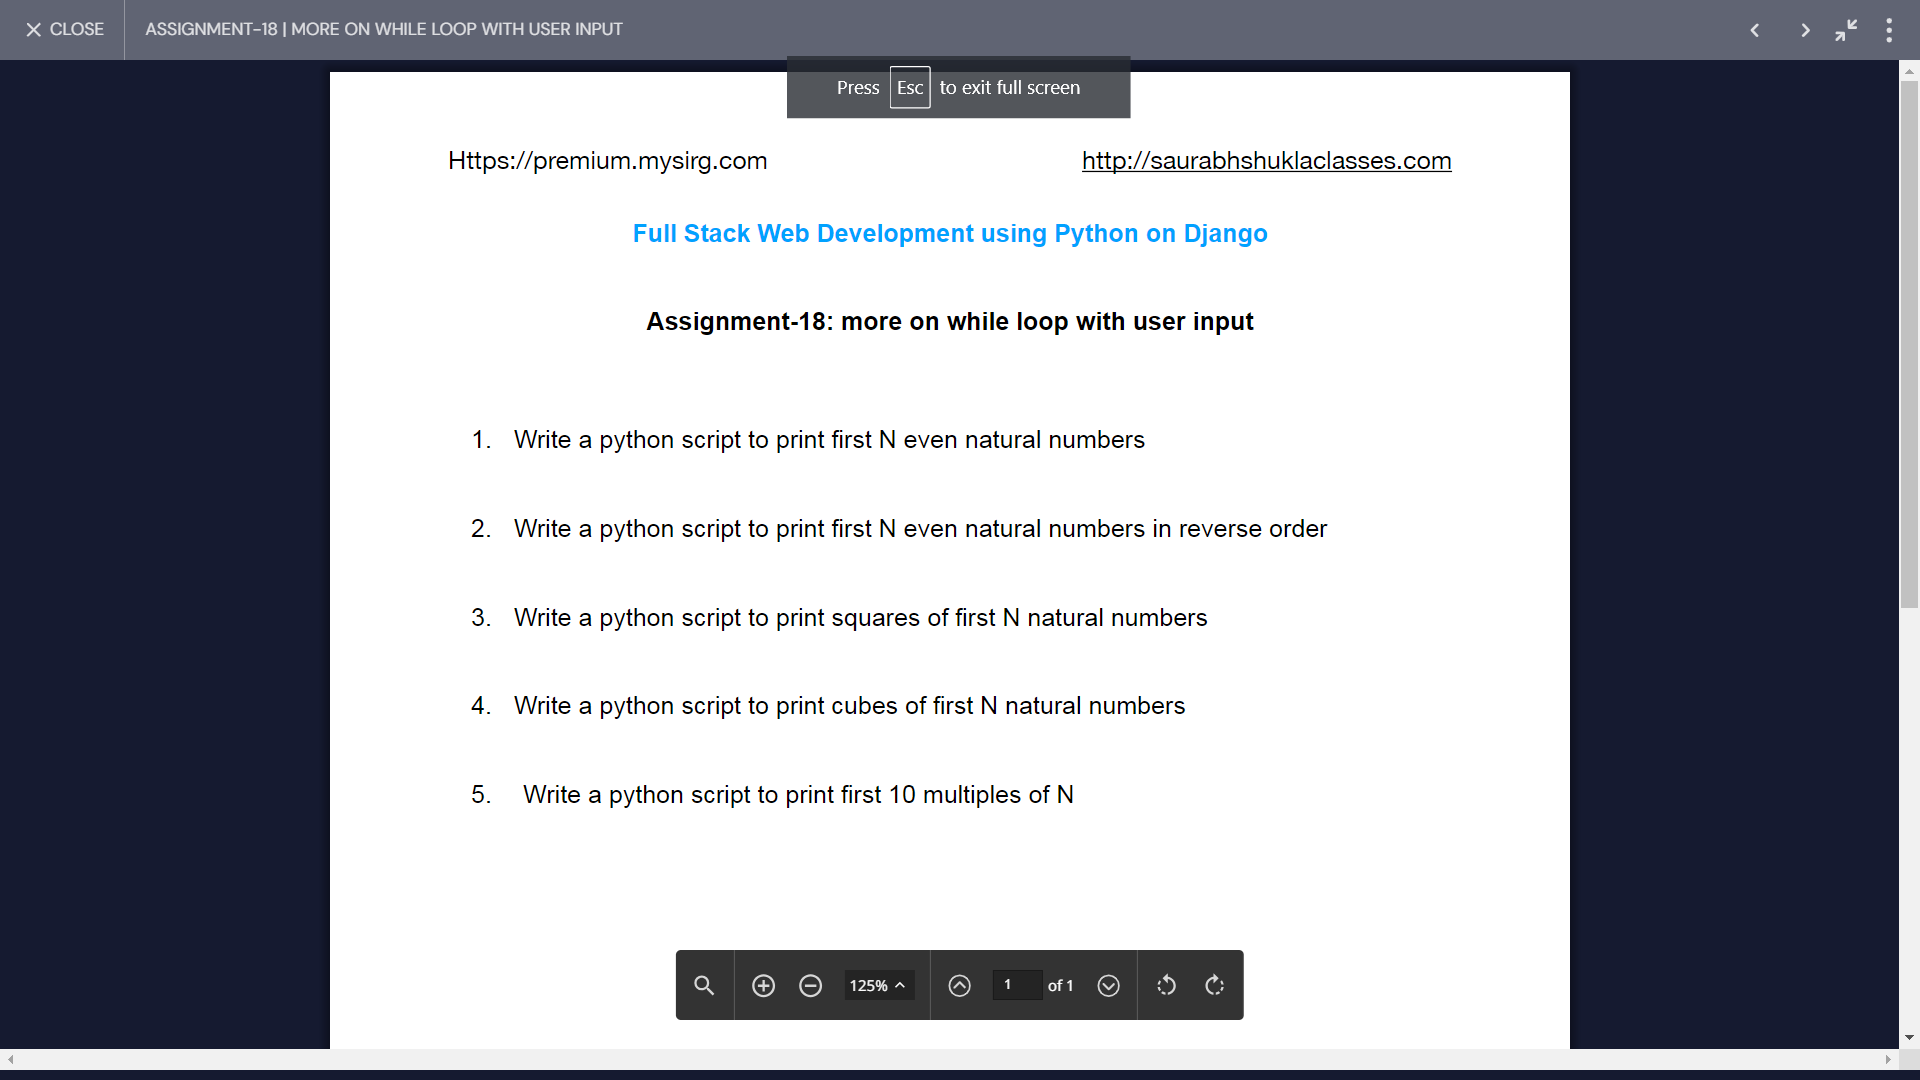 CLOSE
ASSIGNMENT-18 | MORE ON WHILE LOOP WITH USER INPUT
Press Esc to exit full screen
Https://premium.mysirg.com
http://saurabhshuklaclasses.com
Full Stack Web Development using Python on Django
Assignment-18: more on while loop with user input
1. Write a python script to print first N even natural numbers
2. Write a python script to print first N even natural numbers in reverse order
3. Write a python script to print squares of first N natural numbers
4. Write a python script to print cubes of first N natural numbers
5. Write a python script to print first 10 multiples of N
125% 1 of 1